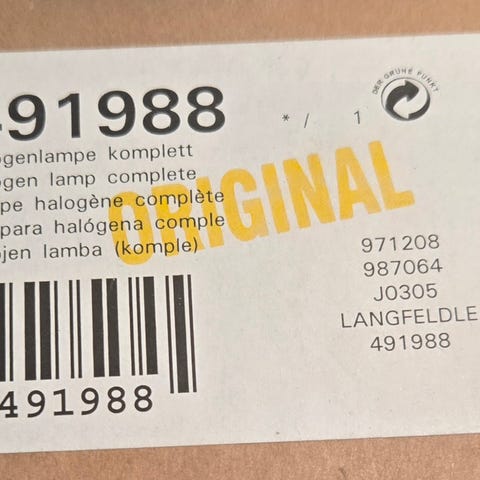 491988
* / 1
DER GRÜNE PUNKT
ogenlampe komplett
ogen lamp complete
pe halogène complète
para halógena comple
jen lamba (komple)
ORIGINAL
971208
987064
J0305
LANGFELDLE
491988
491988